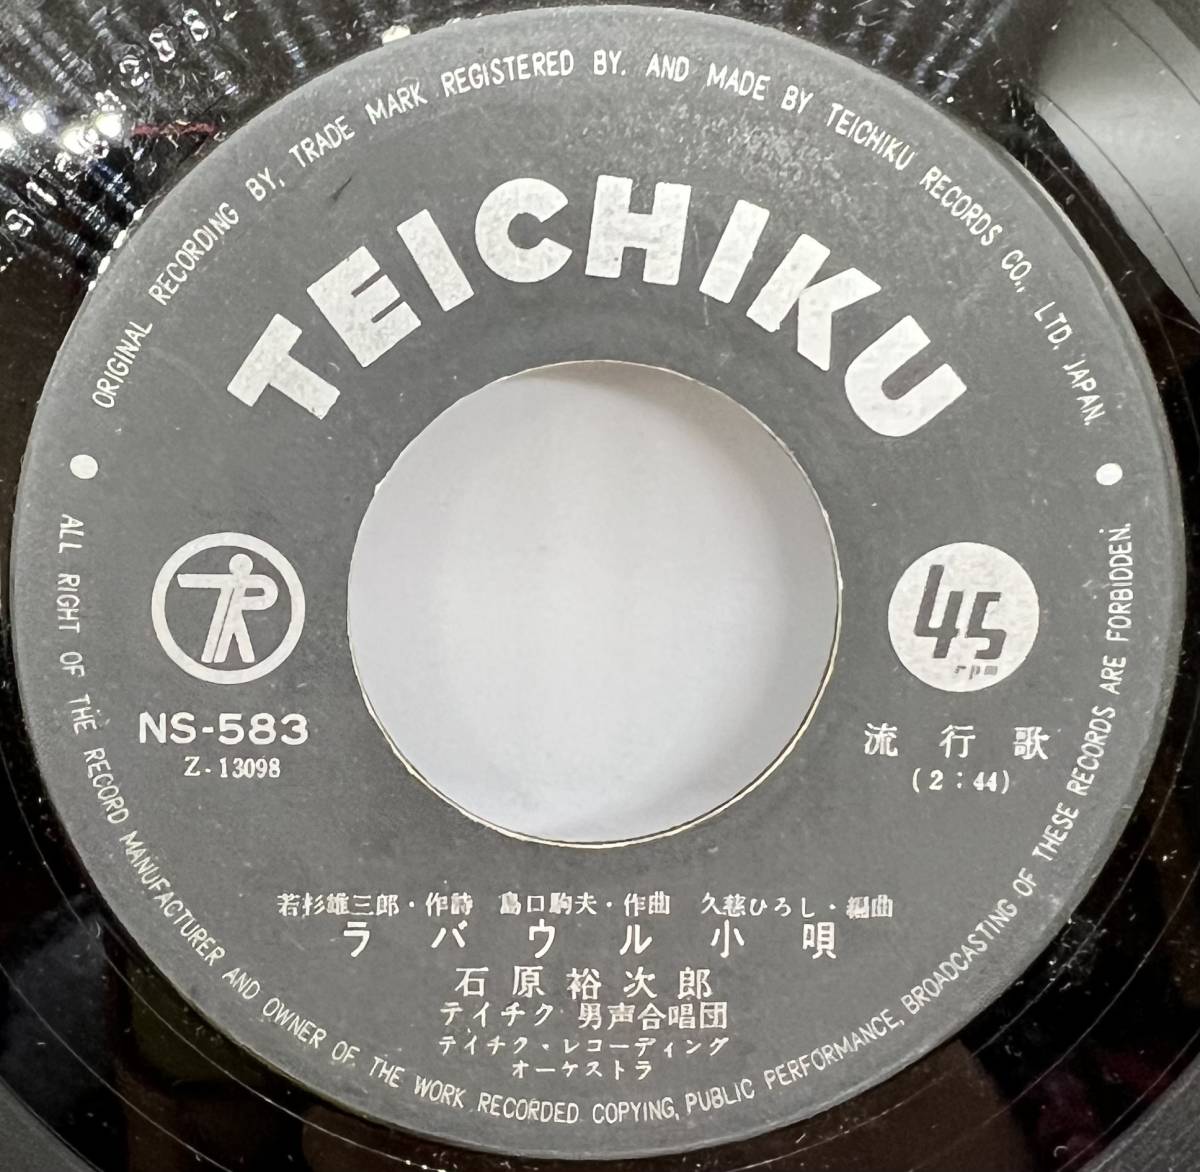 ORIGINAL RECORDING BY, TRADE MARK REGISTERED BY. AND MADE BY TEICHIKU RECORDS CO., LTD. JAPAN.
TEICHIKU
45
rpm
NS-583
Z-13098
流行歌
(2:44)
若杉雄三郎・作詩 島口駒夫・作曲 久慈ひろし・編曲
ラバウル小唄
石原裕次郎
テイチク 男声合唱団
テイチク・レコーディング
オーケストラ
ALL RIGHT OF THE RECORD MANUFACTURER AND OWNER OF THE WORK RECORDED COPYING, PUBLIC PERFORMANCE, BROADCASTING OF THESE RECORDS ARE FORBIDDEN.